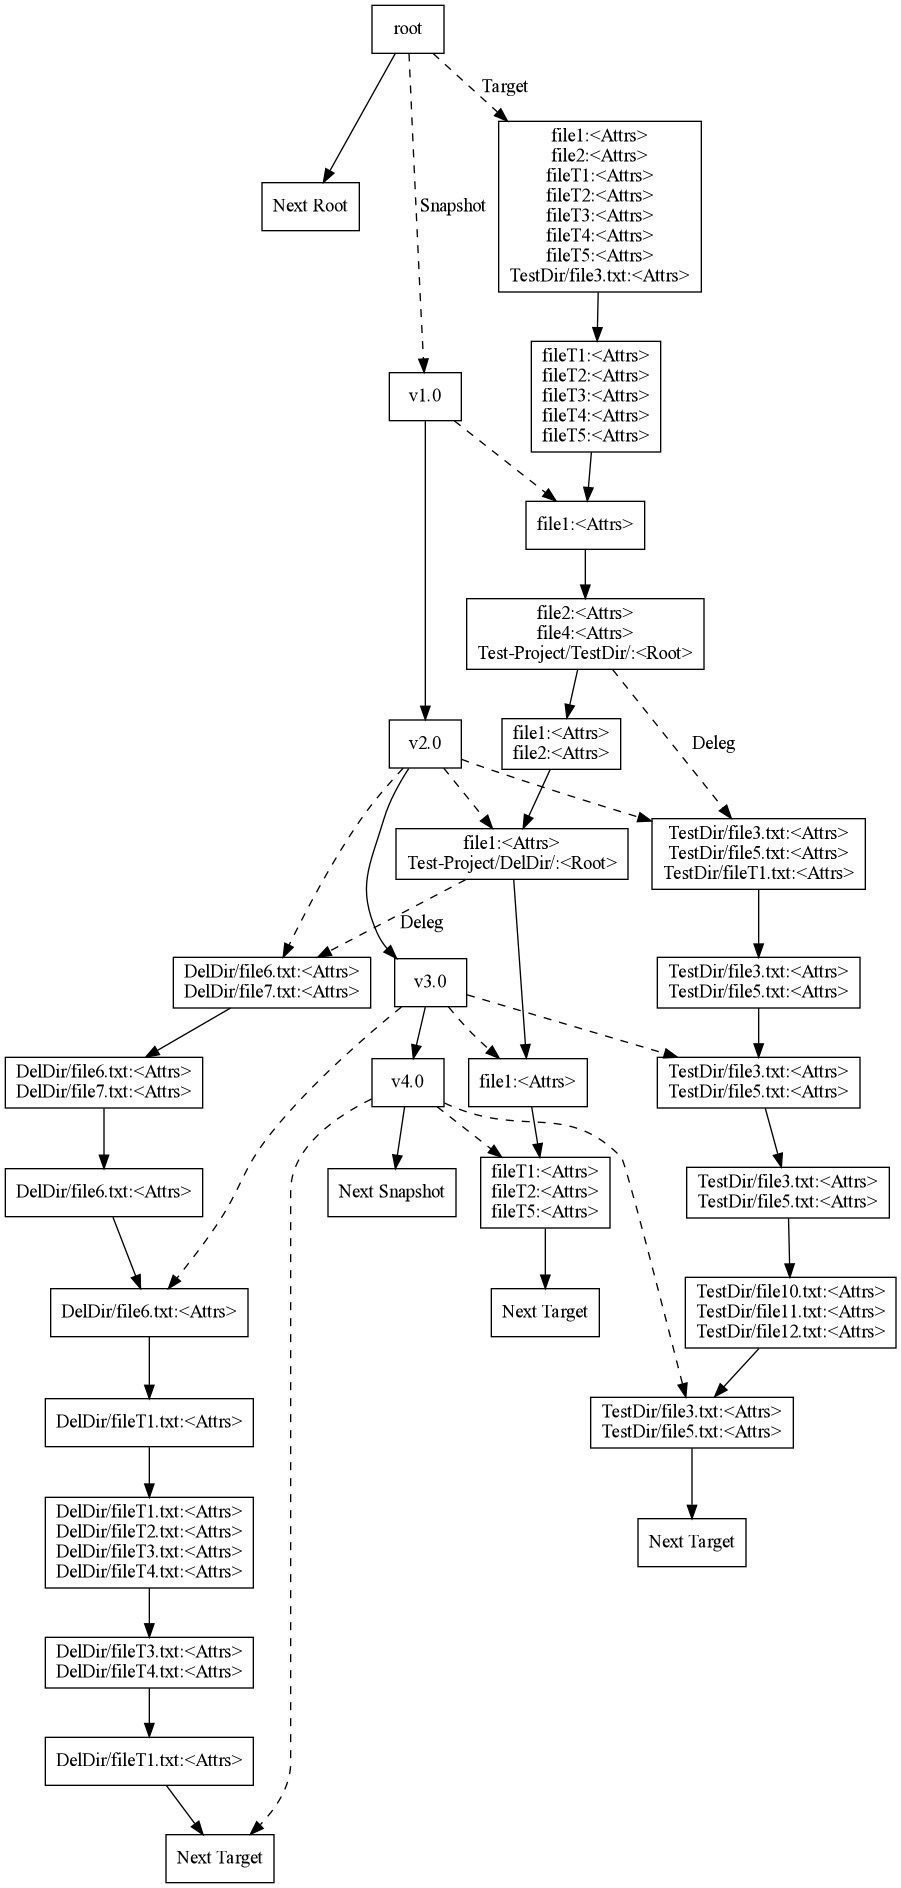 root
Target
file1:<Attrs>
file2:<Attrs>
fileT1:<Attrs>
fileT2:<Attrs>
fileT3:<Attrs>
fileT4:<Attrs>
fileT5:<Attrs>
TestDir/file3.txt:<Attrs>
Next Root
Snapshot
fileT1:<Attrs>
fileT2:<Attrs>
fileT3:<Attrs>
fileT4:<Attrs>
fileT5:<Attrs>
v1.0
file1:<Attrs>
file2:<Attrs>
file4:<Attrs>
Test-Project/TestDir/:<Root>
v2.0
file1:<Attrs>
file2:<Attrs>
Deleg
file1:<Attrs>
Test-Project/DelDir/:<Root>
TestDir/file3.txt:<Attrs>
TestDir/file5.txt:<Attrs>
TestDir/fileT1.txt:<Attrs>
Deleg
DelDir/file6.txt:<Attrs>
DelDir/file7.txt:<Attrs>
v3.0
TestDir/file3.txt:<Attrs>
TestDir/file5.txt:<Attrs>
DelDir/file6.txt:<Attrs>
DelDir/file7.txt:<Attrs>
v4.0
file1:<Attrs>
TestDir/file3.txt:<Attrs>
TestDir/file5.txt:<Attrs>
DelDir/file6.txt:<Attrs>
Next Snapshot
fileT1:<Attrs>
fileT2:<Attrs>
fileT5:<Attrs>
TestDir/file3.txt:<Attrs>
TestDir/file5.txt:<Attrs>
DelDir/file6.txt:<Attrs>
Next Target
TestDir/file10.txt:<Attrs>
TestDir/file11.txt:<Attrs>
TestDir/file12.txt:<Attrs>
DelDir/fileT1.txt:<Attrs>
TestDir/file3.txt:<Attrs>
TestDir/file5.txt:<Attrs>
DelDir/fileT1.txt:<Attrs>
DelDir/fileT2.txt:<Attrs>
DelDir/fileT3.txt:<Attrs>
DelDir/fileT4.txt:<Attrs>
Next Target
DelDir/fileT3.txt:<Attrs>
DelDir/fileT4.txt:<Attrs>
DelDir/fileT1.txt:<Attrs>
Next Target